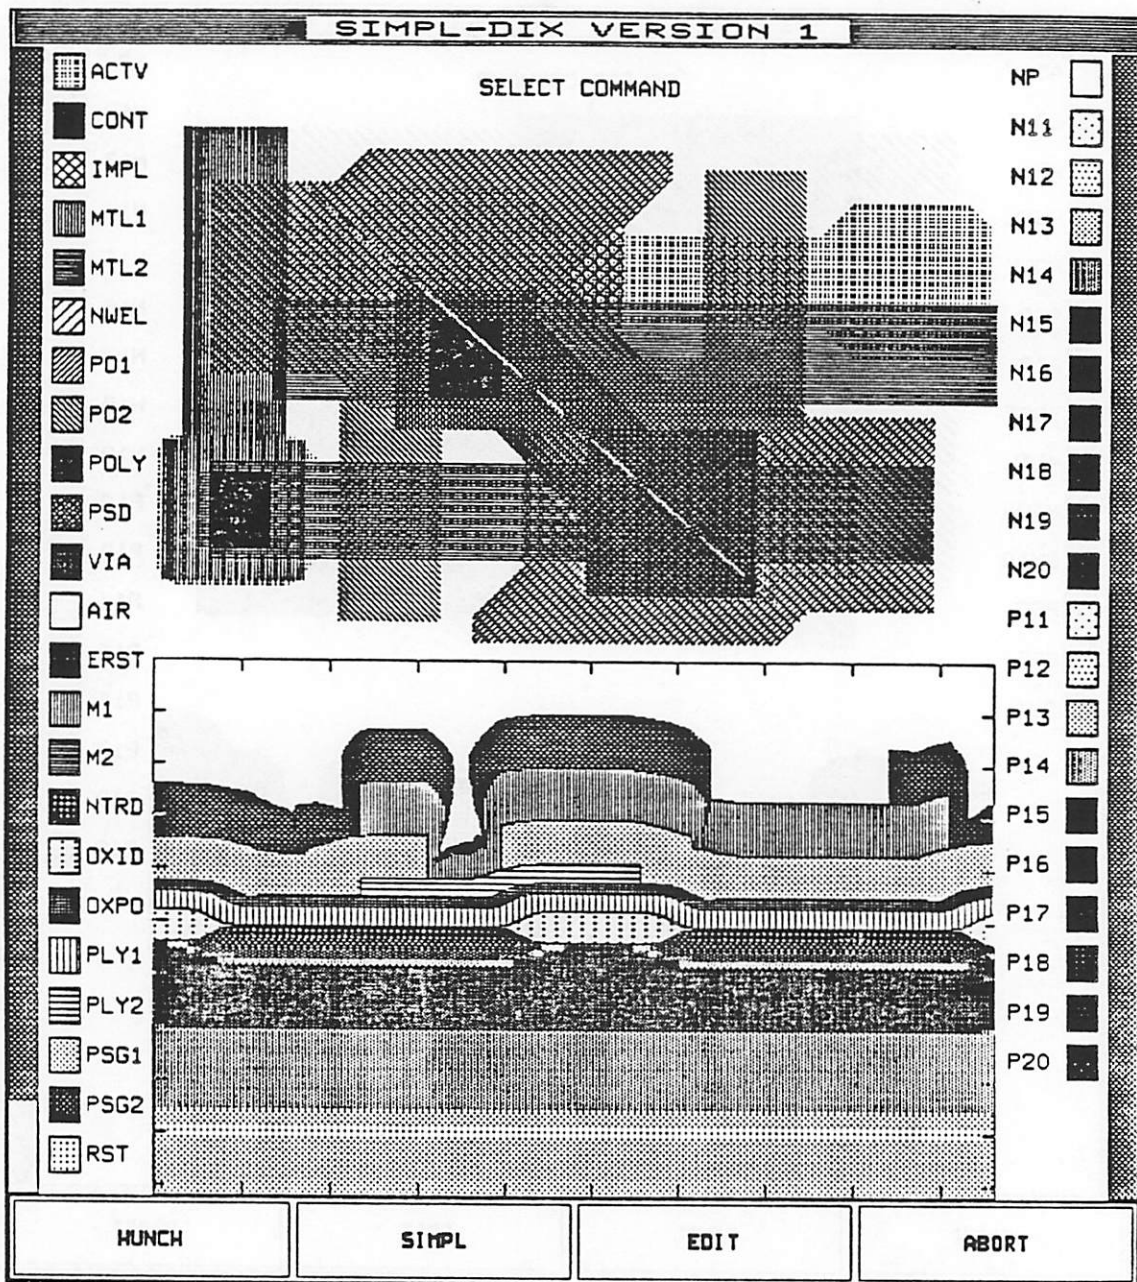 SIMPL-DIX VERSION 1
SELECT COMMAND
ACTV
CONT
IMPL
MTL1
MTL2
NWEL
PO1
PO2
POLY
PSD
VIA
AIR
ERST
M1
M2
NTRD
OXID
OXPO
PLY1
PLY2
PSG1
PSG2
RST
NP
N11
N12
N13
N14
N15
N16
N17
N18
N19
N20
P11
P12
P13
P14
P15
P16
P17
P18
P19
P20
HUNCH
SIMPL
EDIT
ABORT